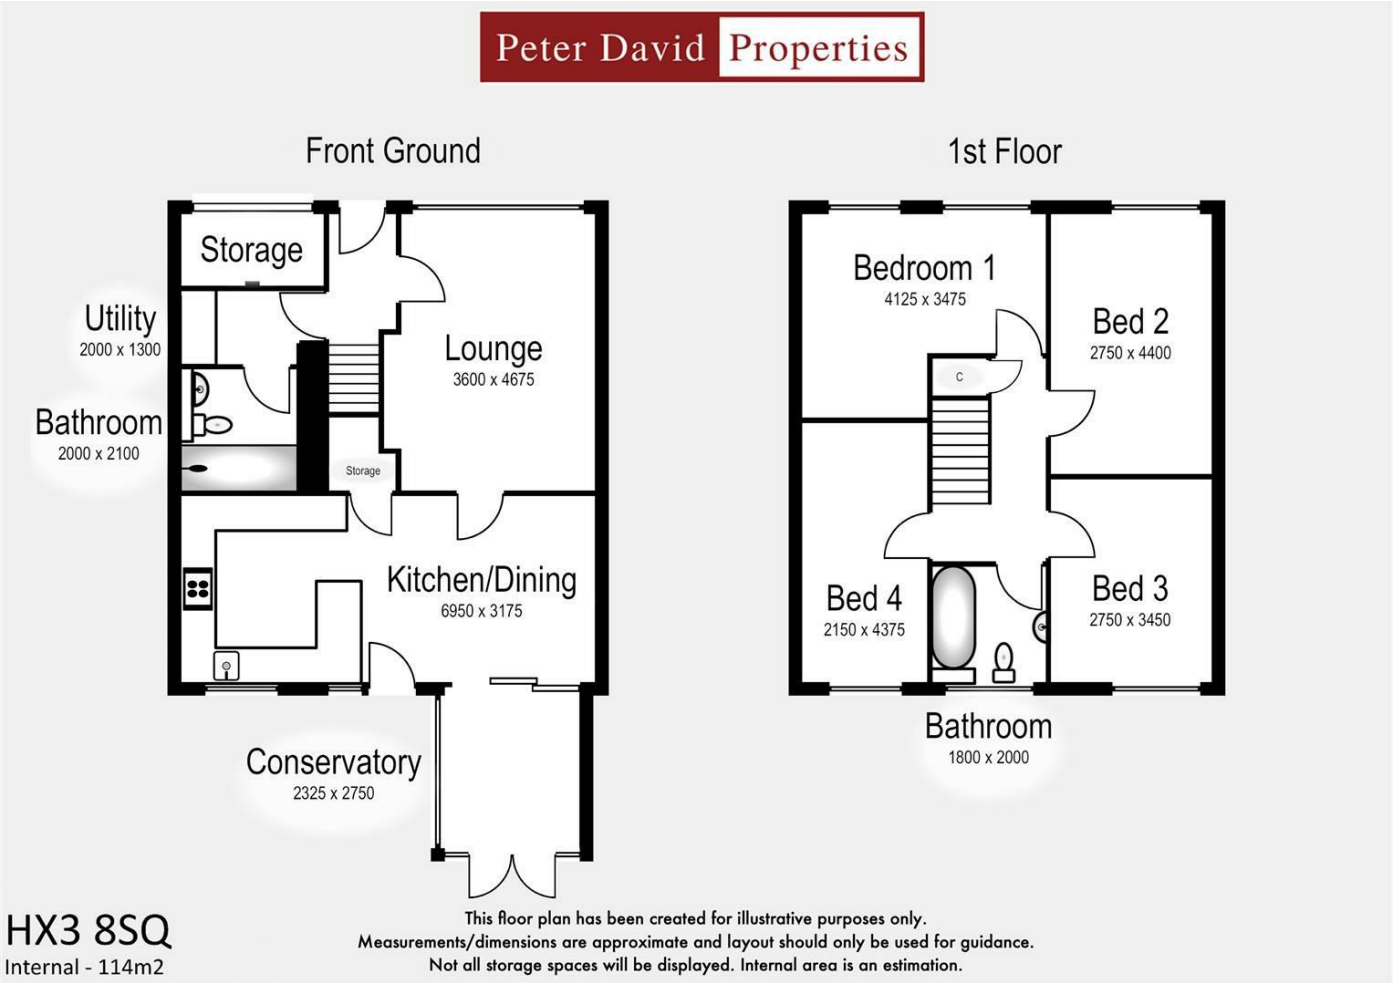 Peter David Properties
Front Ground
Storage
Utility
2000 x 1300
Bathroom
2000 x 2100
Lounge
3600 x 4675
Storage
Kitchen/Dining
6950 x 3175
Conservatory
2325 x 2750
1st Floor
Bedroom 1
4125 x 3475
Bed 2
2750 x 4400
C
Bed 4
2150 x 4375
Bed 3
2750 x 3450
Bathroom
1800 x 2000
HX3 8SQ
Internal - 114m2
This floor plan has been created for illustrative purposes only.
Measurements/dimensions are approximate and layout should only be used for guidance.
Not all storage spaces will be displayed. Internal area is an estimation.